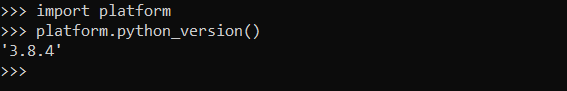 >>> import platform
>>> platform.python_version()
'3.8.4'
>>>